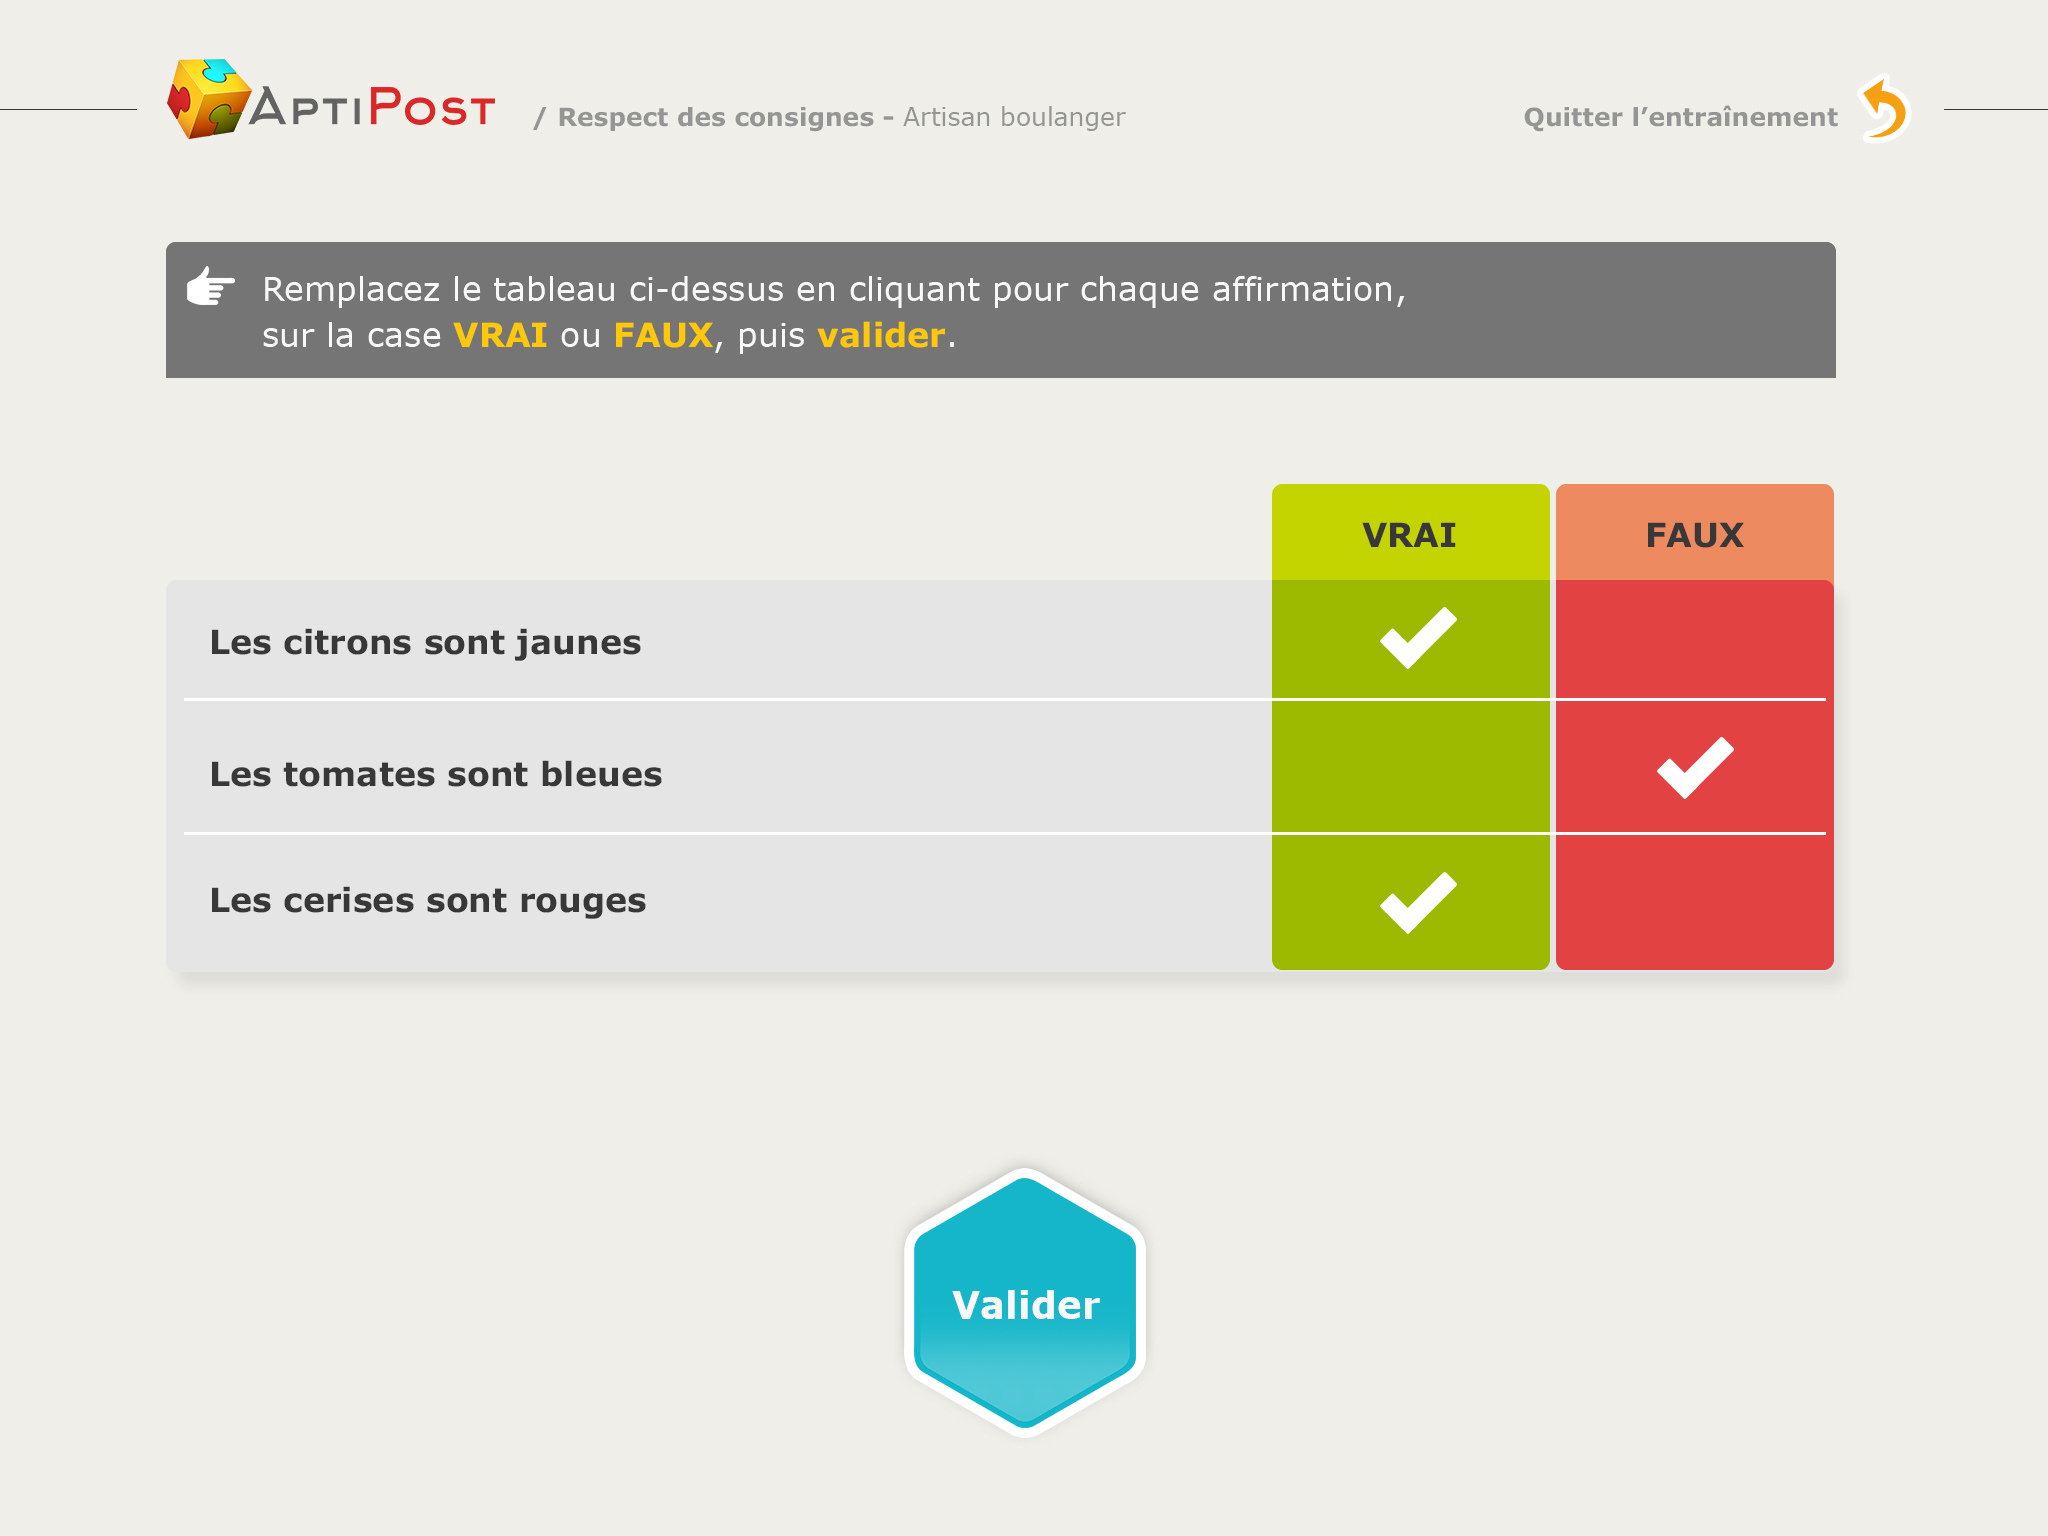 APTIPOST / Respect des consignes - Artisan boulanger
Quitter l’entraînement
Remplacez le tableau ci-dessus en cliquant pour chaque affirmation,
sur la case VRAI ou FAUX, puis valider.
VRAI FAUX
Les citrons sont jaunes
Les tomates sont bleues
Les cerises sont rouges
Valider